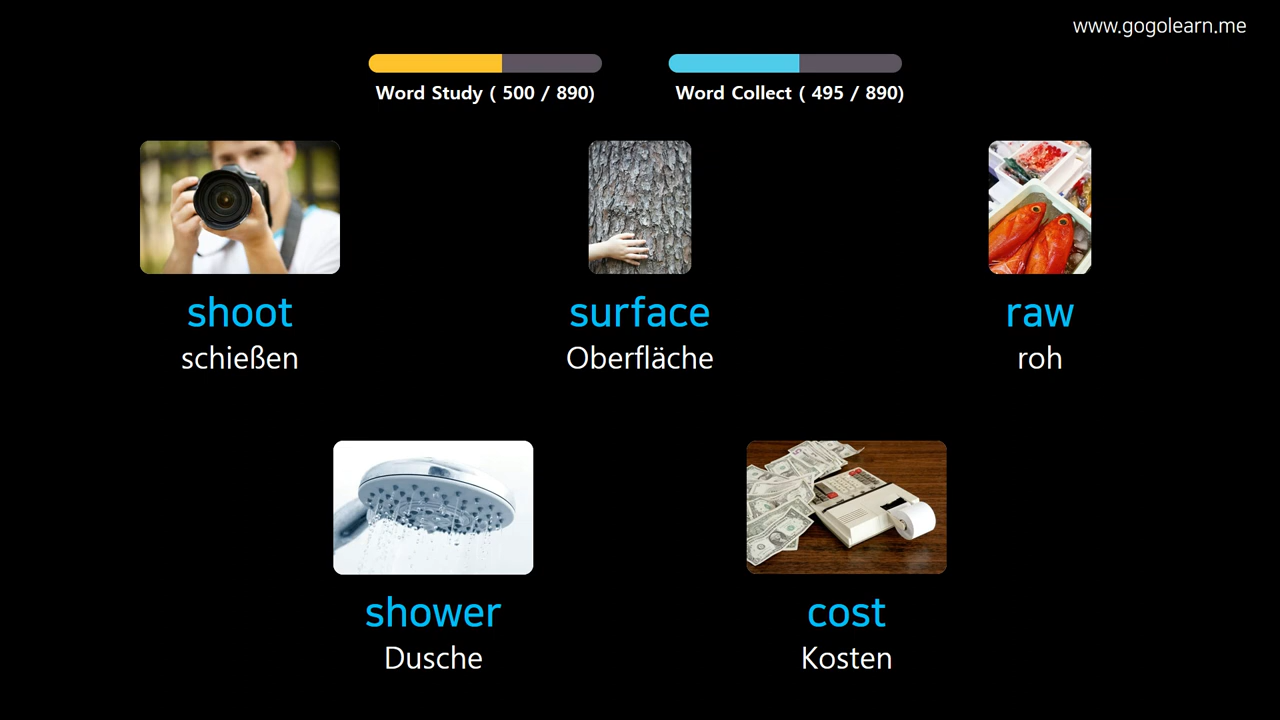 www.gogolearn.me
Word Study ( 500 / 890)
Word Collect ( 495 / 890)
shoot
schießen
surface
Oberfläche
raw
roh
shower
Dusche
cost
Kosten